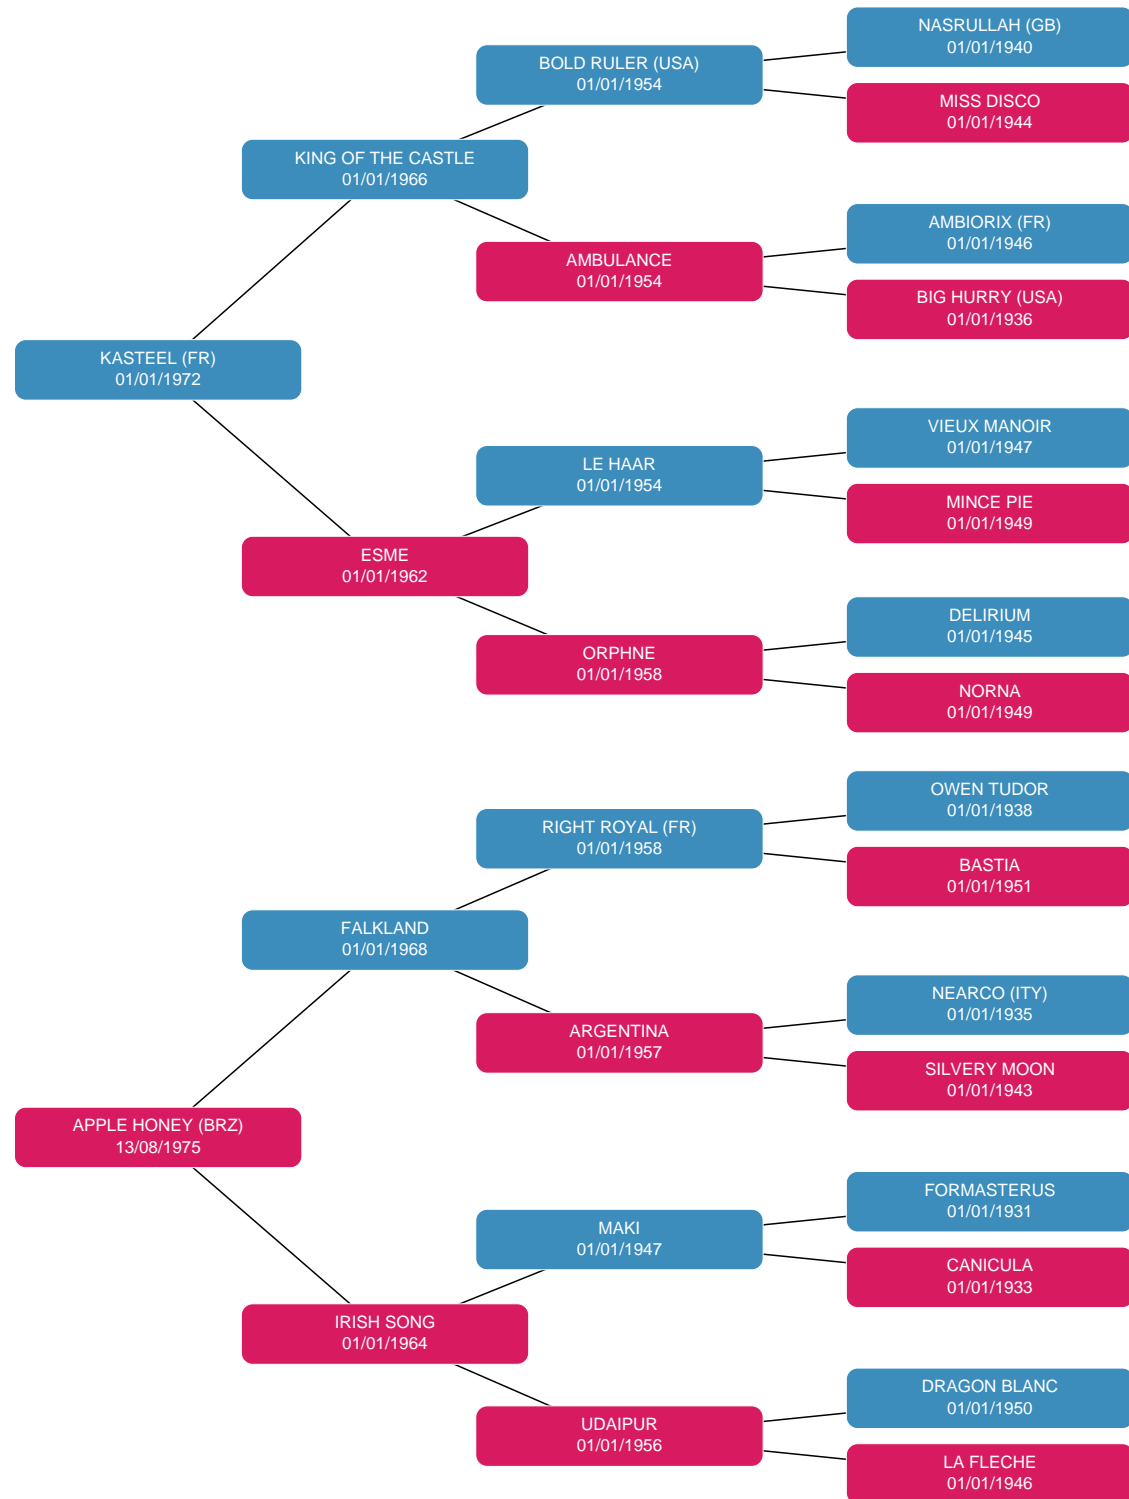 NASRULLAH (GB)
01/01/1940
BOLD RULER (USA)
01/01/1954
MISS DISCO
01/01/1944
KING OF THE CASTLE
01/01/1966
AMBIORIX (FR)
01/01/1946
AMBULANCE
01/01/1954
BIG HURRY (USA)
01/01/1936
KASTEEL (FR)
01/01/1972
VIEUX MANOIR
01/01/1947
LE HAAR
01/01/1954
MINCE PIE
01/01/1949
ESME
01/01/1962
DELIRIUM
01/01/1945
ORPHNE
01/01/1958
NORNA
01/01/1949
OWEN TUDOR
01/01/1938
RIGHT ROYAL (FR)
01/01/1958
BASTIA
01/01/1951
FALKLAND
01/01/1968
NEARCO (ITY)
01/01/1935
ARGENTINA
01/01/1957
SILVERY MOON
01/01/1943
APPLE HONEY (BRZ)
13/08/1975
FORMASTERUS
01/01/1931
MAKI
01/01/1947
CANICULA
01/01/1933
IRISH SONG
01/01/1964
DRAGON BLANC
01/01/1950
UDAIPUR
01/01/1956
LA FLECHE
01/01/1946